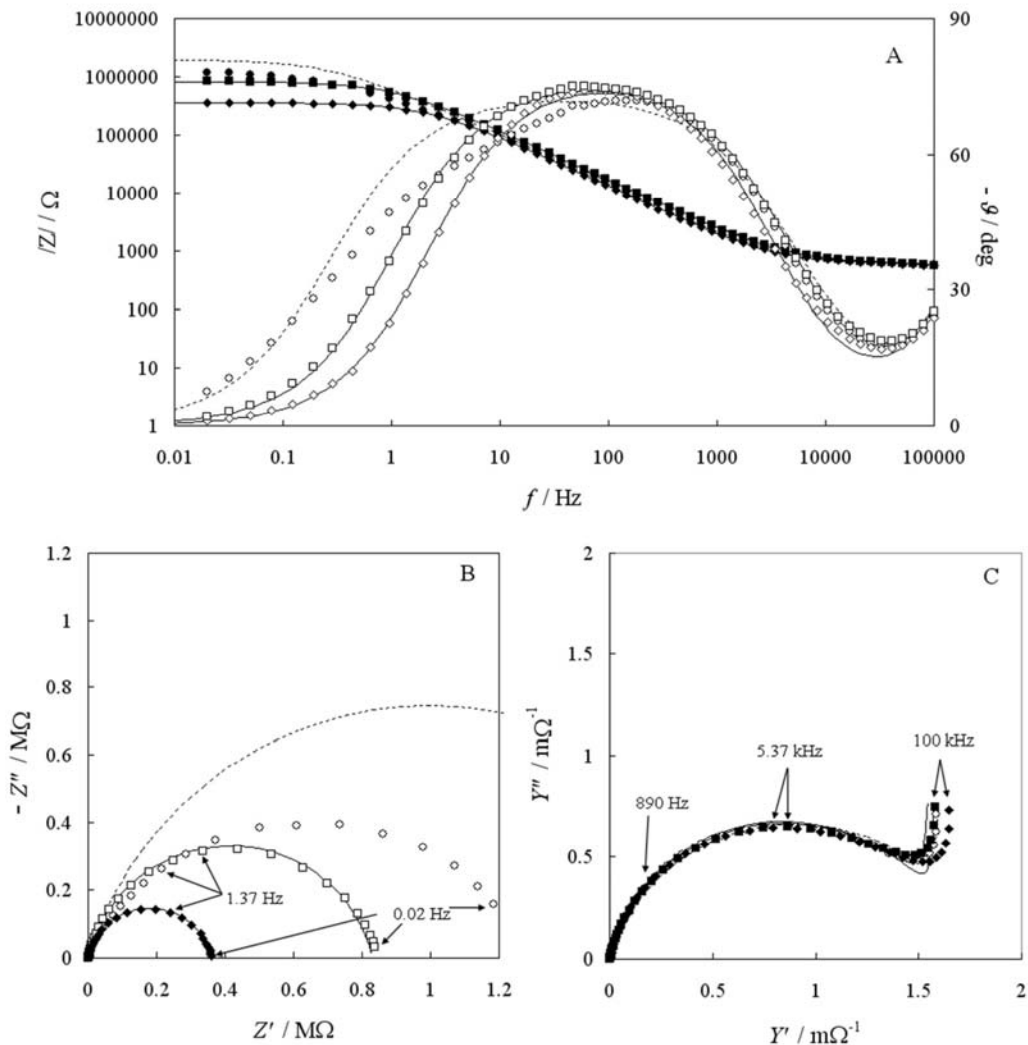 A
/Z/ / Ω
10000000
1000000
100000
10000
1000
100
10
1
90
60
30
0
- ϑ / deg
0.01 0.1 1 10 100 1000 10000 100000
f / Hz
B
- Z″ / MΩ
1.2
1
0.8
0.6
0.4
0.2
0
1.37 Hz
0.02 Hz
0 0.2 0.4 0.6 0.8 1 1.2
Z′ / MΩ
C
Y″ / mΩ⁻¹
2
1.5
1
0.5
0
890 Hz
5.37 kHz
100 kHz
0 0.5 1 1.5 2
Y′ / mΩ⁻¹